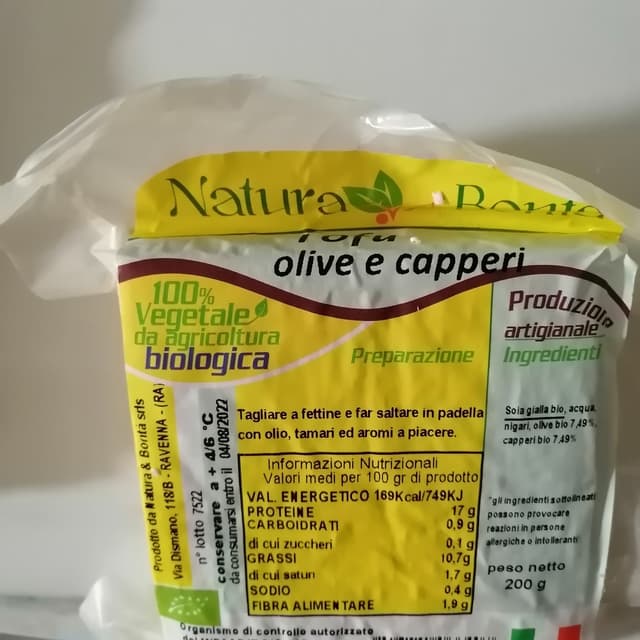 Natura Bontà
Tofu
olive e capperi
100%
Vegetale
da agricoltura
biologica
Produzione
artigianale
Preparazione
Ingredienti
Tagliare a fettine e far saltare in padella
con olio, tamari ed aromi a piacere.
Soia gialla bio, acqua,
nigari, olive bio 7,49%,
capperi bio 7,49%
Informazioni Nutrizionali
Valori medi per 100 gr di prodotto
VAL. ENERGETICO 169Kcal/749KJ
PROTEINE 17 g
CARBOIDRATI 0,9 g
di cui zuccheri 0,1 g
GRASSI 10,7g
di cui saturi 1,7 g
SODIO 0,4 g
FIBRA ALIMENTARE 1,9 g
*gli ingredienti sottolineati
possono provocare
reazioni in persone
allergiche o intolleranti
peso netto
200 g
Prodotto da Natura & Bontà srls
Via Dismano, 118/B - RAVENNA - (RA)
n° lotto 7522
conservare a + 4/6 °C
da consumarsi entro il 04/08/2022
Organismo di controllo autorizzato